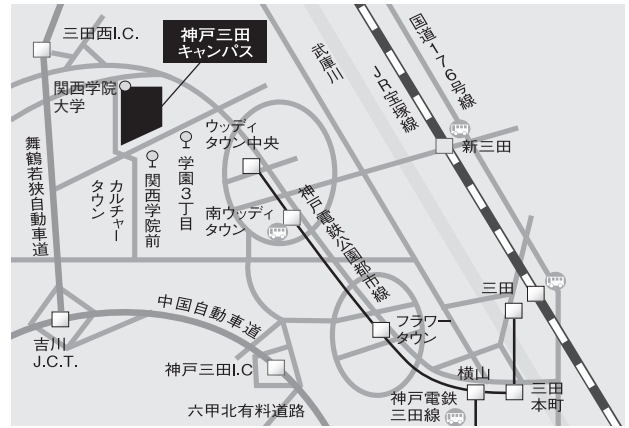 三田西I.C.
神戸三田
キャンパス
関西学院
大学
武庫川
国道176号線
JR宝塚線
新三田
ウッディ
タウン中央
学園3丁目
関西学院前
カルチャー
タウン
舞鶴若狭自動車道
南ウッディ
タウン
神戸電鉄公園都市線
三田
中国自動車道
フラワー
タウン
吉川
J.C.T.
神戸三田I.C
横山
三田
本町
神戸電鉄
三田線
六甲北有料道路